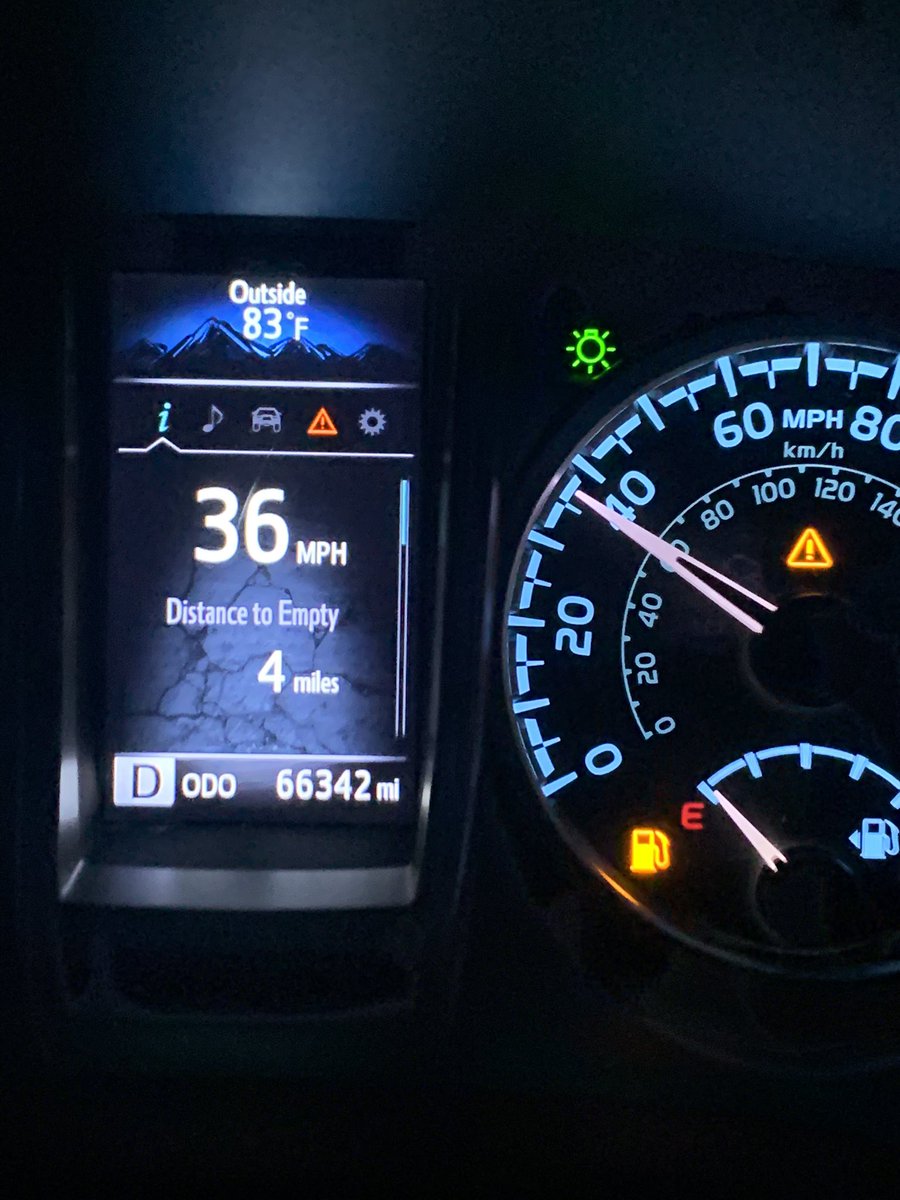 Outside
83°F
i
36 MPH
Distance to Empty
4 miles
D ODO 66342 mi
0
20
40
60 MPH 80
km/h
0
20
40
60
80
100
120
140
E